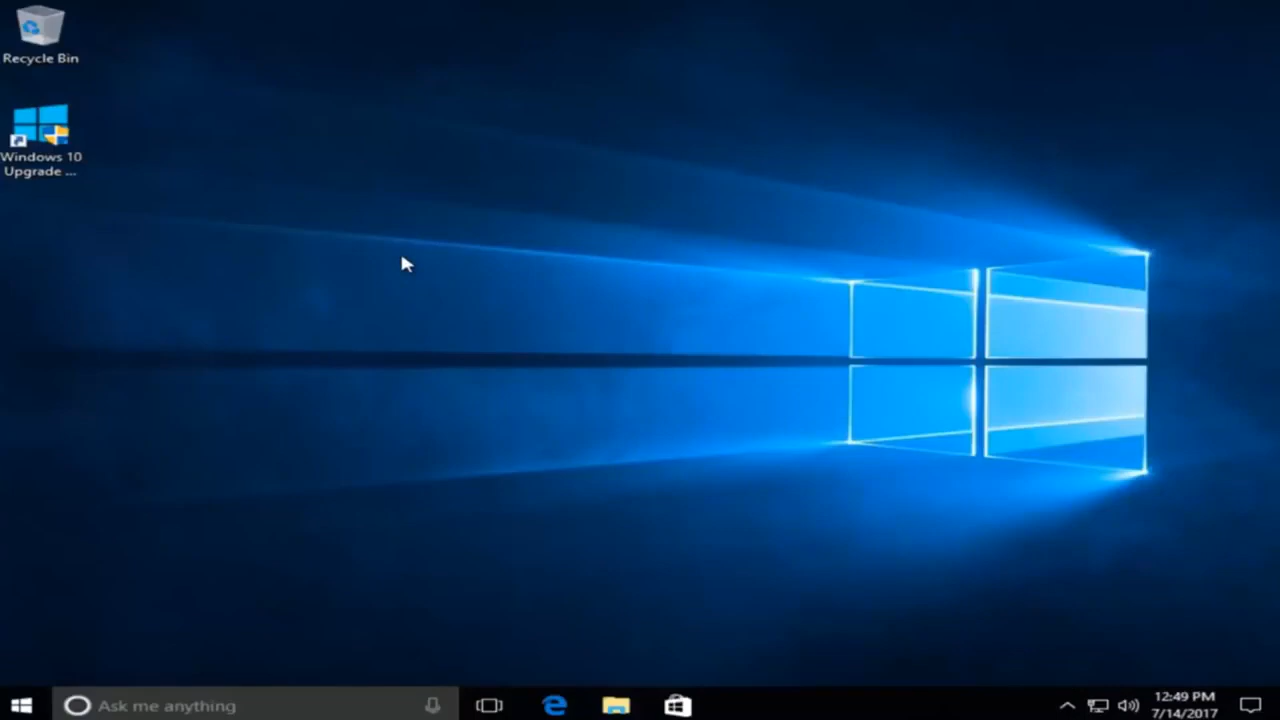 Recycle Bin
Windows 10
Upgrade ...
Ask me anything
12:49 PM
7/14/2017